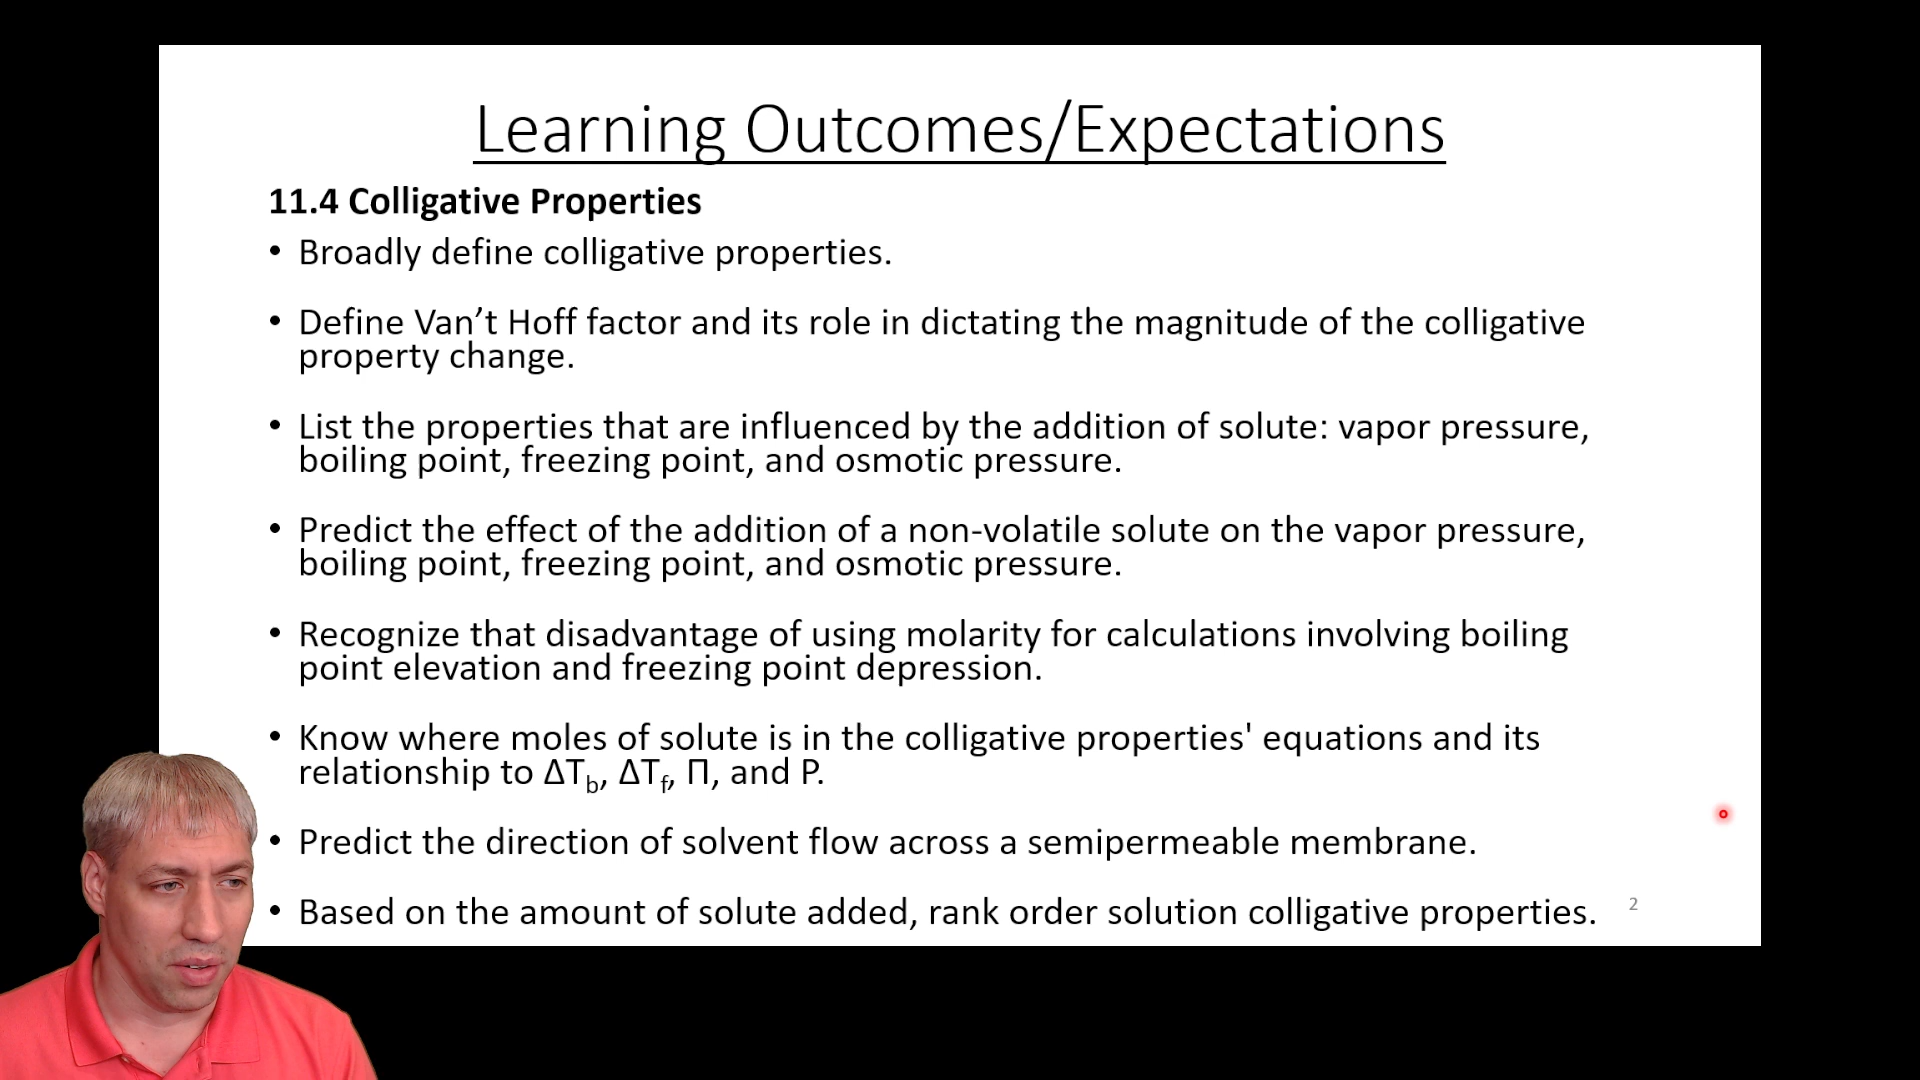 Learning Outcomes/Expectations
11.4 Colligative Properties
• Broadly define colligative properties.
• Define Van’t Hoff factor and its role in dictating the magnitude of the colligative
property change.
• List the properties that are influenced by the addition of solute: vapor pressure,
boiling point, freezing point, and osmotic pressure.
• Predict the effect of the addition of a non-volatile solute on the vapor pressure,
boiling point, freezing point, and osmotic pressure.
• Recognize that disadvantage of using molarity for calculations involving boiling
point elevation and freezing point depression.
• Know where moles of solute is in the colligative properties' equations and its
relationship to ΔTb, ΔTf, Π, and P.
• Predict the direction of solvent flow across a semipermeable membrane.
• Based on the amount of solute added, rank order solution colligative properties.
2